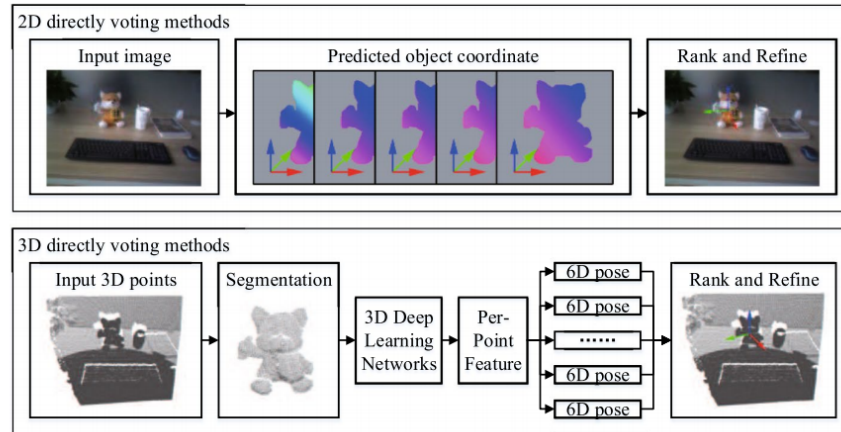 2D directly voting methods
Input image
Predicted object coordinate
Rank and Refine
3D directly voting methods
Input 3D points
Segmentation
3D Deep
Learning
Networks
Per-
Point
Feature
6D pose
6D pose
······
6D pose
6D pose
Rank and Refine